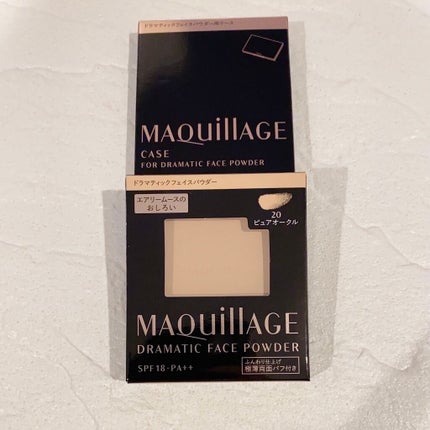 ドラマティックフェイスパウダー用ケース
MAQuillAGE
CASE
FOR DRAMATIC FACE POWDER
ドラマティックフェイスパウダー
エアリームースの
おしろい
20
ピュアオークル
MAQuillAGE
DRAMATIC FACE POWDER
SPF18・PA++
ふんわり仕上げ
極薄両面パフ付き